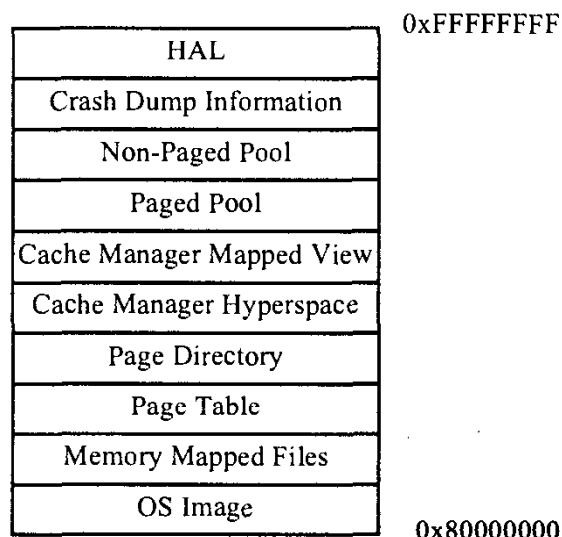 0xFFFFFFFF
HAL
Crash Dump Information
Non-Paged Pool
Paged Pool
Cache Manager Mapped View
Cache Manager Hyperspace
Page Directory
Page Table
Memory Mapped Files
OS Image
0x80000000